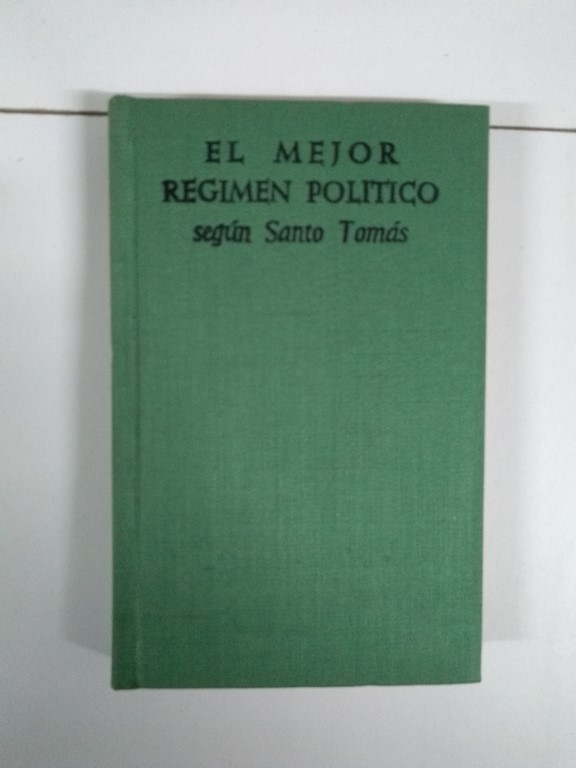 EL MEJOR
REGIMEN POLITICO
según Santo Tomás